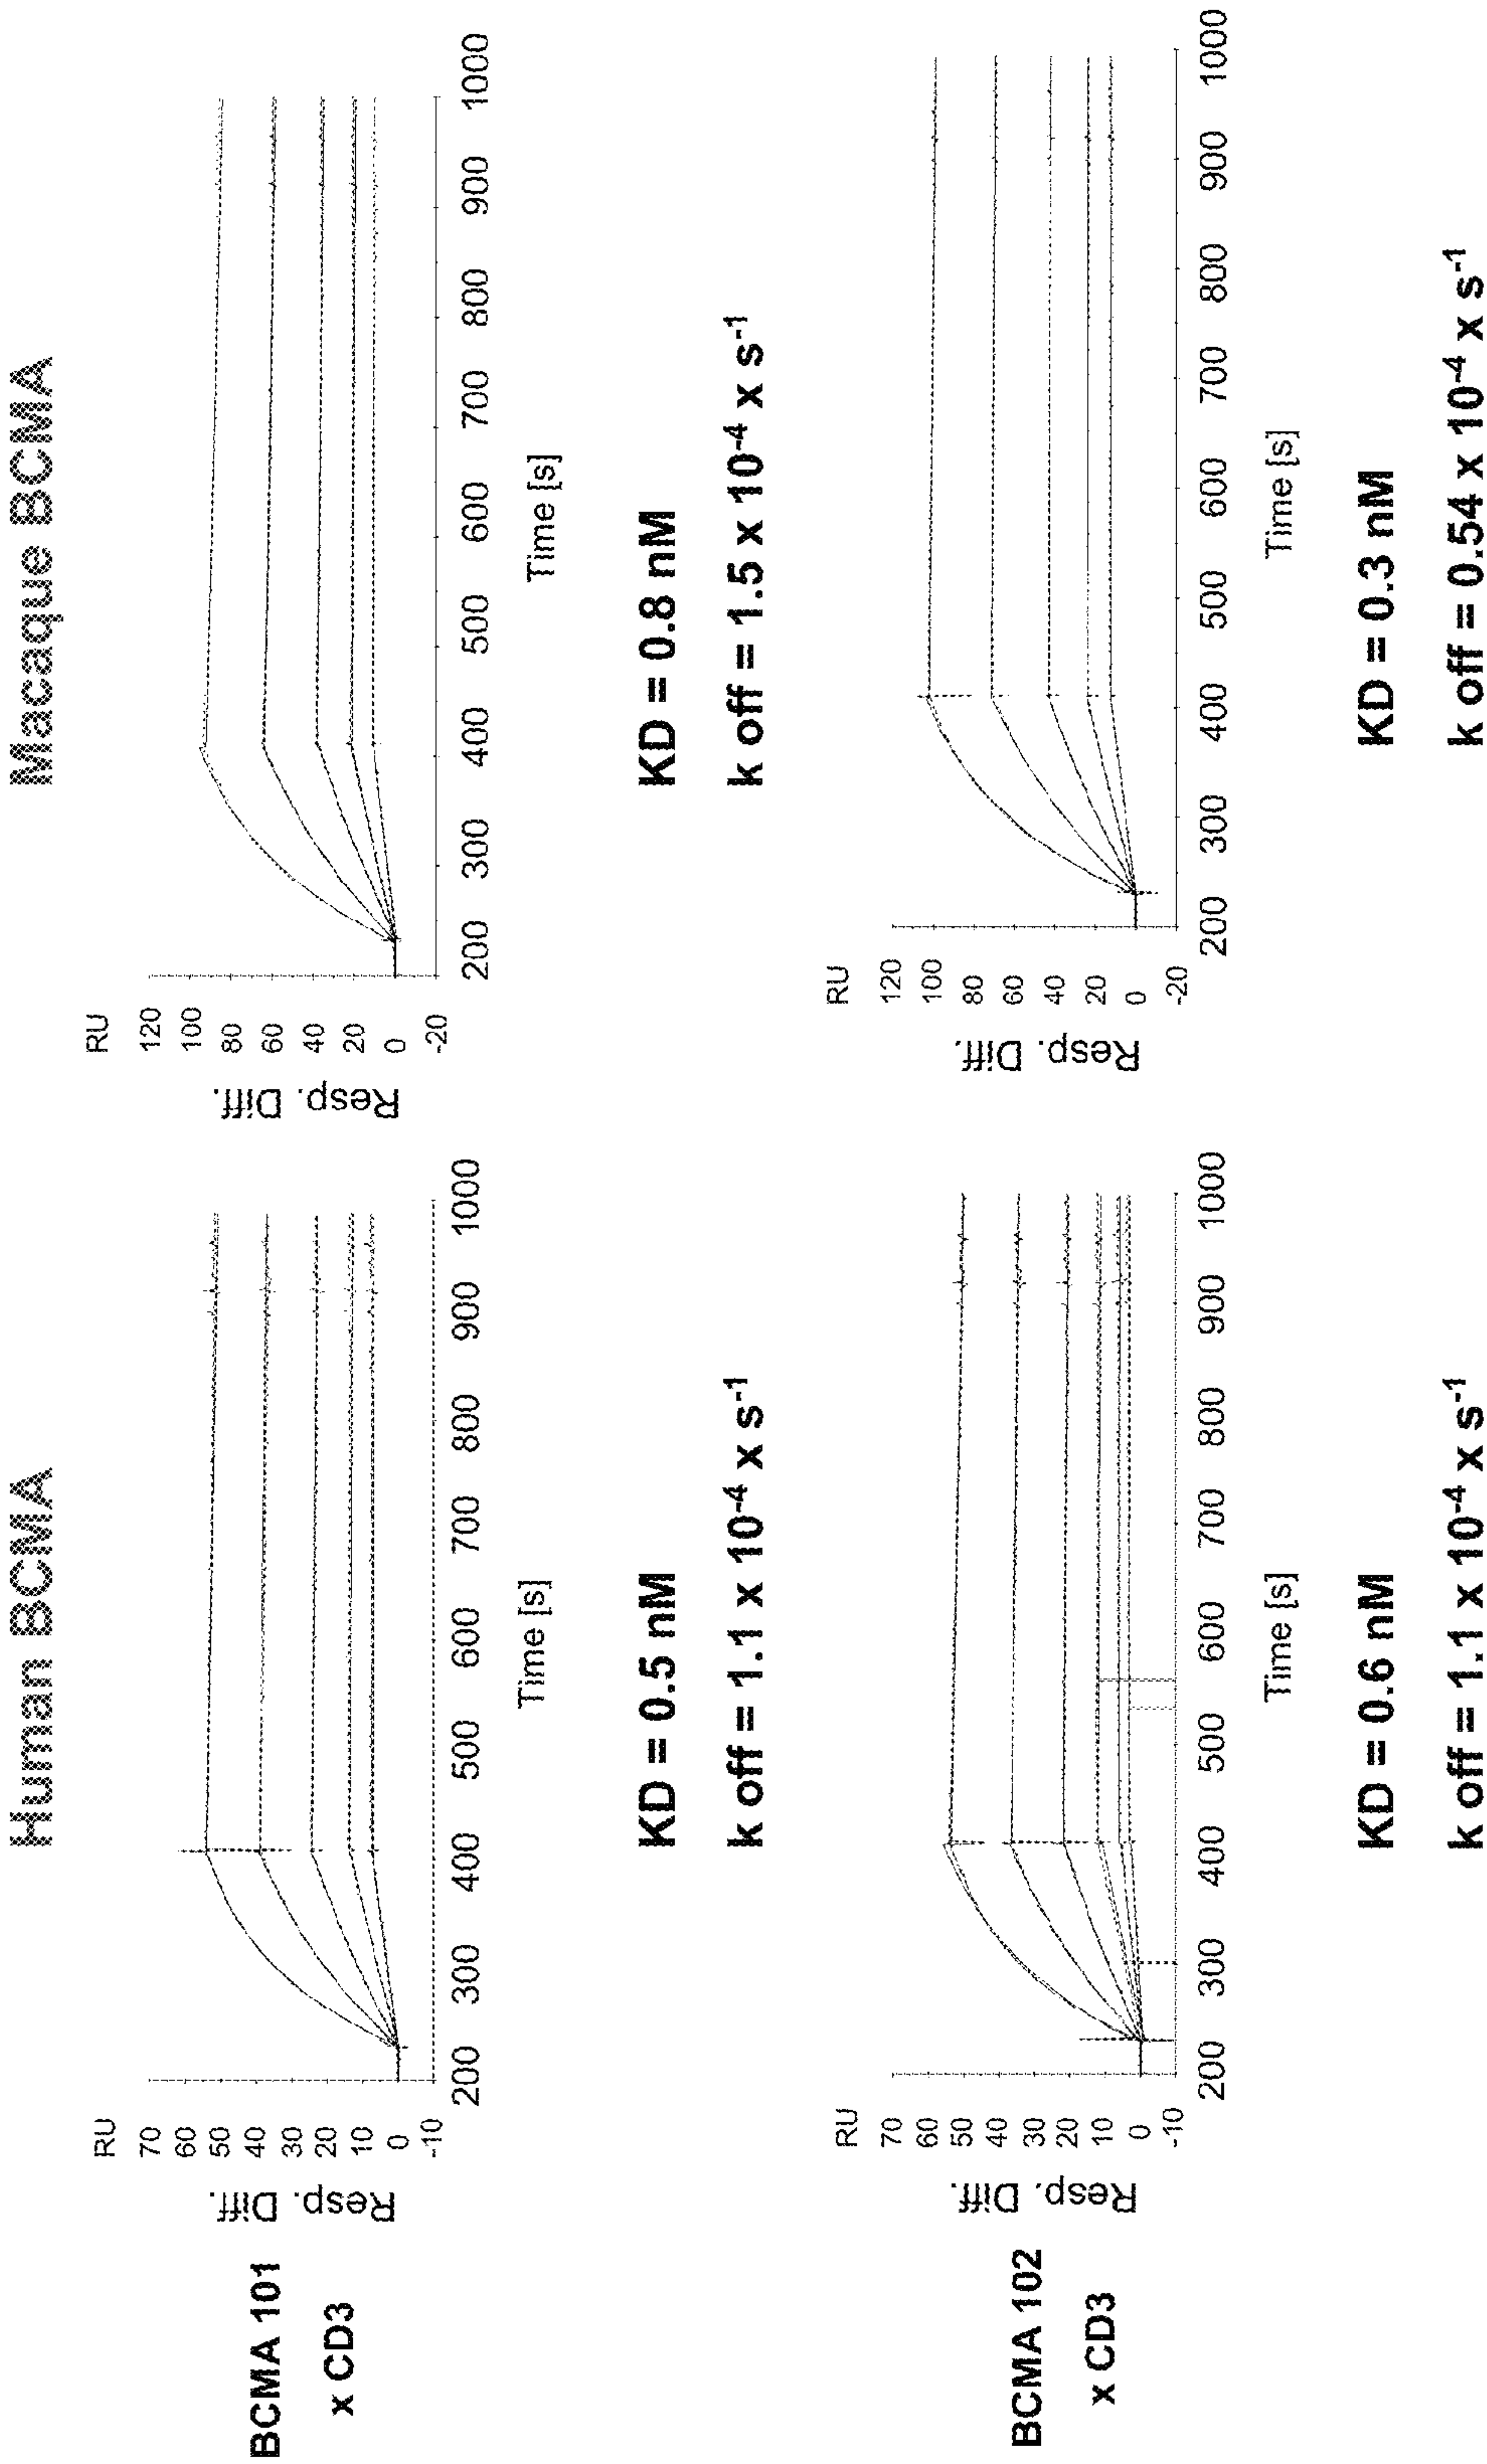 Human BCMA
Macaque BCMA
BCMA 101
x CD3
RU
70
60
50
40
30
20
10
0
-10
Resp. Diff.
200 300 400 500 600 700 800 900 1000
Time [s]
KD = 0.5 nM
k off = 1.1 x 10⁻⁴ x s⁻¹
RU
120
100
80
60
40
20
0
-20
Resp. Diff.
200 300 400 500 600 700 800 900 1000
Time [s]
KD = 0.8 nM
k off = 1.5 x 10⁻⁴ x s⁻¹
BCMA 102
x CD3
RU
70
60
50
40
30
20
10
0
-10
Resp. Diff.
200 300 400 500 600 700 800 900 1000
Time [s]
KD = 0.6 nM
k off = 1.1 x 10⁻⁴ x s⁻¹
RU
120
100
80
60
40
20
0
-20
Resp. Diff.
200 300 400 500 600 700 800 900 1000
Time [s]
KD = 0.3 nM
k off = 0.54 x 10⁻⁴ x s⁻¹